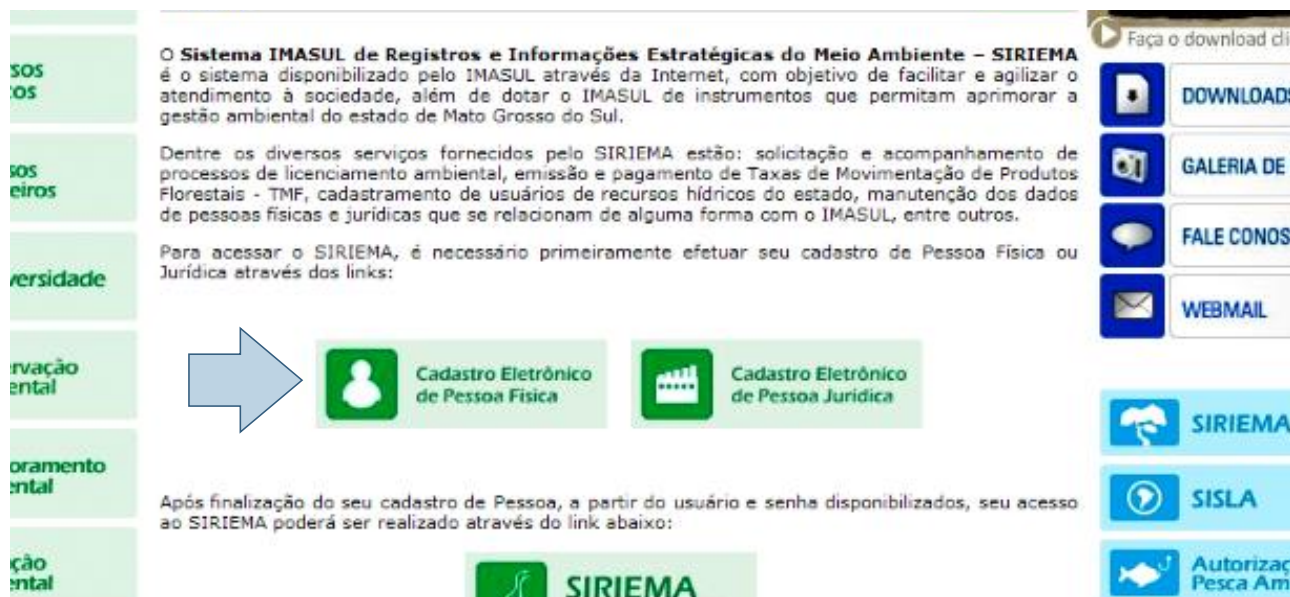 sos
cos
sos
eiros
versidade
rvação
ental
oramento
ental
ção
ental
O Sistema IMASUL de Registros e Informações Estratégicas do Meio Ambiente – SIRIEMA
é o sistema disponibilizado pelo IMASUL através da Internet, com objetivo de facilitar e agilizar o
atendimento à sociedade, além de dotar o IMASUL de instrumentos que permitam aprimorar a
gestão ambiental do estado de Mato Grosso do Sul.
Dentre os diversos serviços fornecidos pelo SIRIEMA estão: solicitação e acompanhamento de
processos de licenciamento ambiental, emissão e pagamento de Taxas de Movimentação de Produtos
Florestais - TMF, cadastramento de usuários de recursos hídricos do estado, manutenção dos dados
de pessoas físicas e jurídicas que se relacionam de alguma forma com o IMASUL, entre outros.
Para acessar o SIRIEMA, é necessário primeiramente efetuar seu cadastro de Pessoa Física ou
Jurídica através dos links:
Cadastro Eletrônico
de Pessoa Física
Cadastro Eletrônico
de Pessoa Jurídica
Após finalização do seu cadastro de Pessoa, a partir do usuário e senha disponibilizados, seu acesso
ao SIRIEMA poderá ser realizado através do link abaixo:
SIRIEMA
Faça o download cli
DOWNLOADS
GALERIA DE
FALE CONOS
WEBMAIL
SIRIEMA
SISLA
Autorizaç
Pesca Am